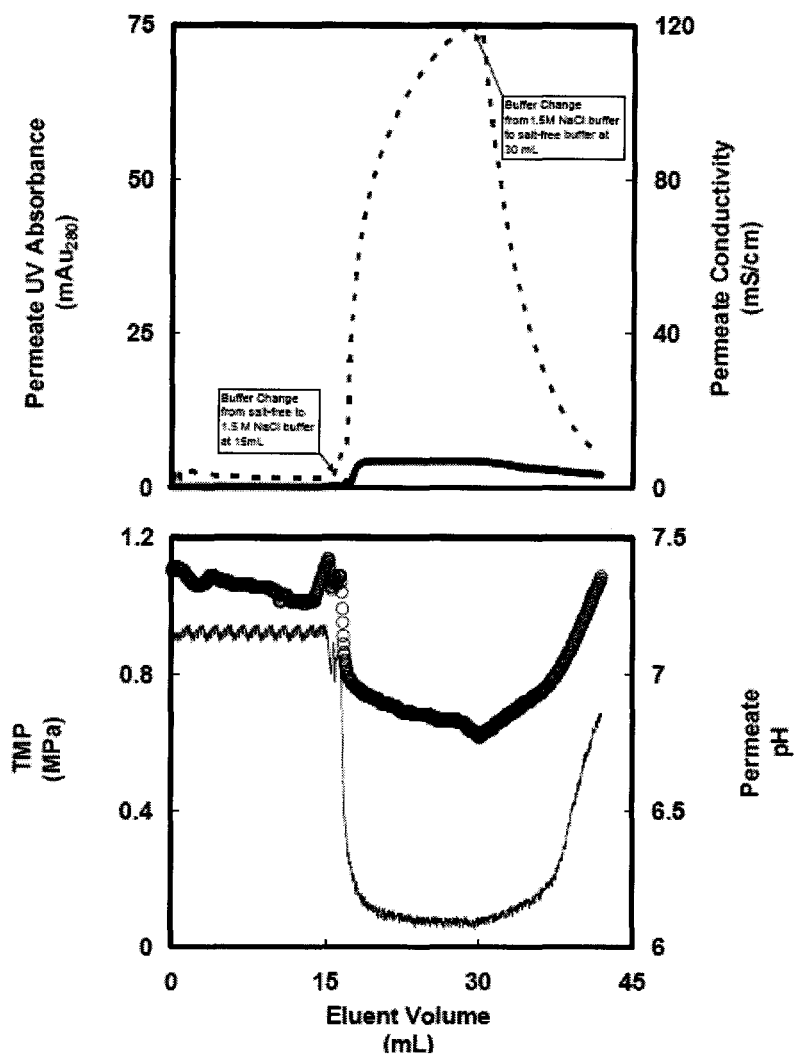 75
50
25
0
Permeate UV Absorbance
(mAu280)
120
80
40
0
Permeate Conductivity
(mS/cm)
Buffer Change
from 1.5M NaCl buffer
to salt-free buffer at
30 mL
Buffer Change
from salt-free to
1.5 M NaCl buffer
at 15mL
1.2
0.8
0.4
0
TMP
(MPa)
7.5
7
6.5
6
Permeate
pH
0
15
30
45
Eluent Volume
(mL)